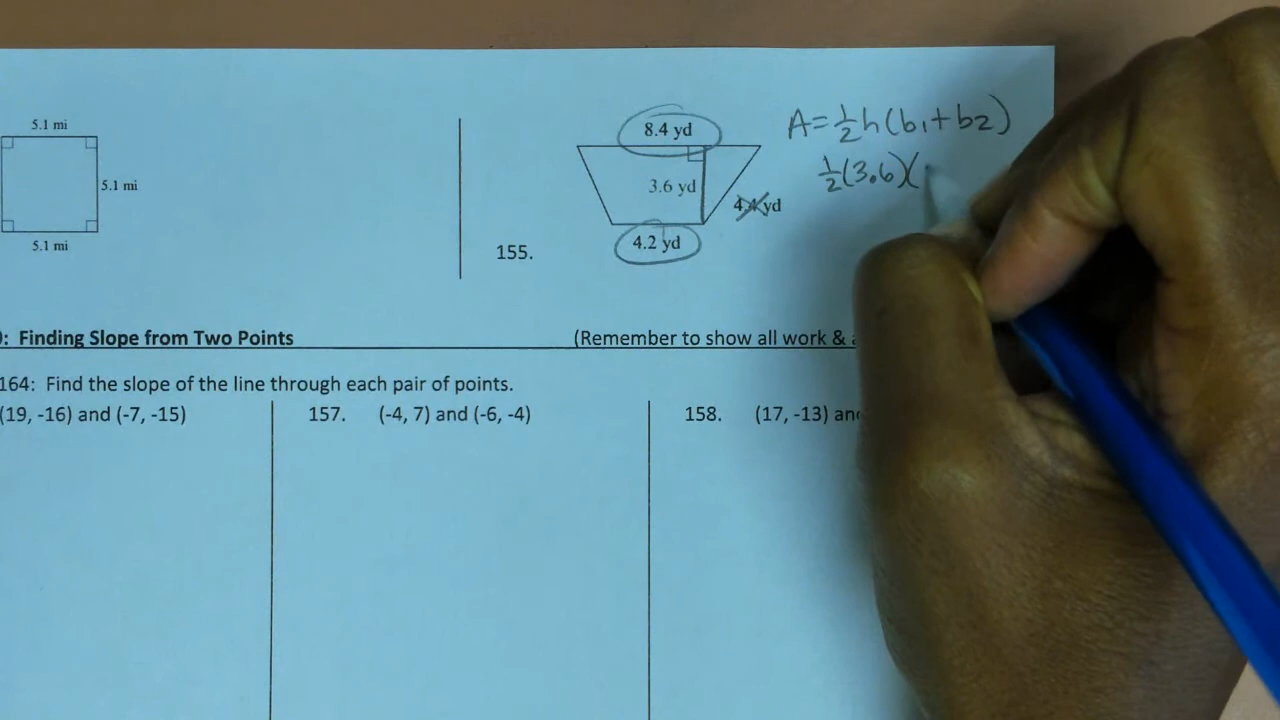 5.1 mi
5.1 mi
5.1 mi
8.4 yd
3.6 yd
4.4 yd
4.2 yd
155.
A=½h(b₁+b₂)
½(3.6)(
: Finding Slope from Two Points
(Remember to show all work &
164: Find the slope of the line through each pair of points.
(19, -16) and (-7, -15)
157. (-4, 7) and (-6, -4)
158. (17, -13) and